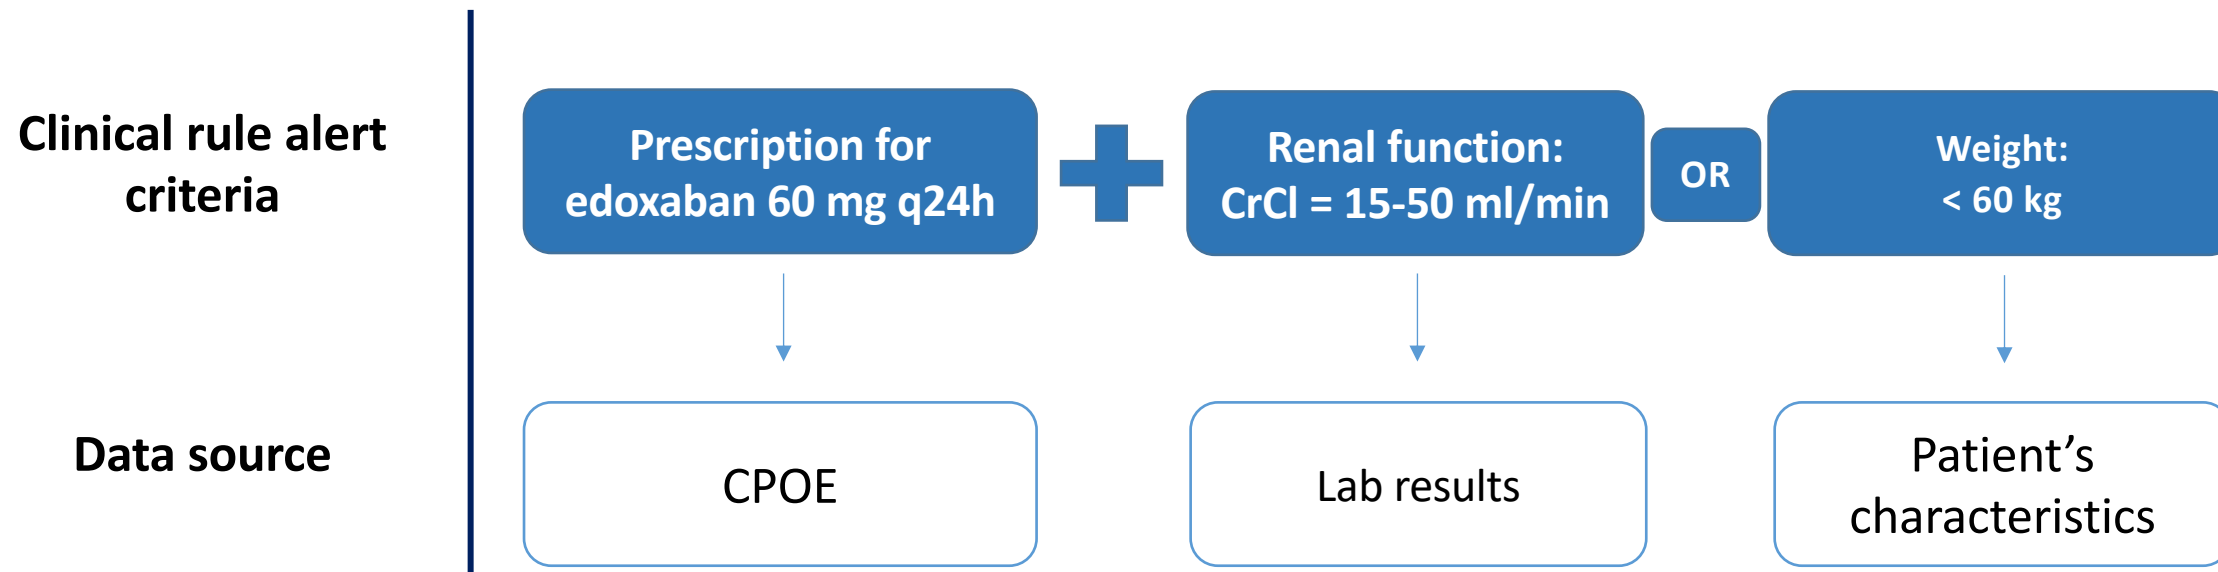 Clinical rule alert
criteria
Prescription for
edoxaban 60 mg q24h
Renal function:
CrCl = 15-50 ml/min
OR
Weight:
< 60 kg
Data source
CPOE
Lab results
Patient’s
characteristics